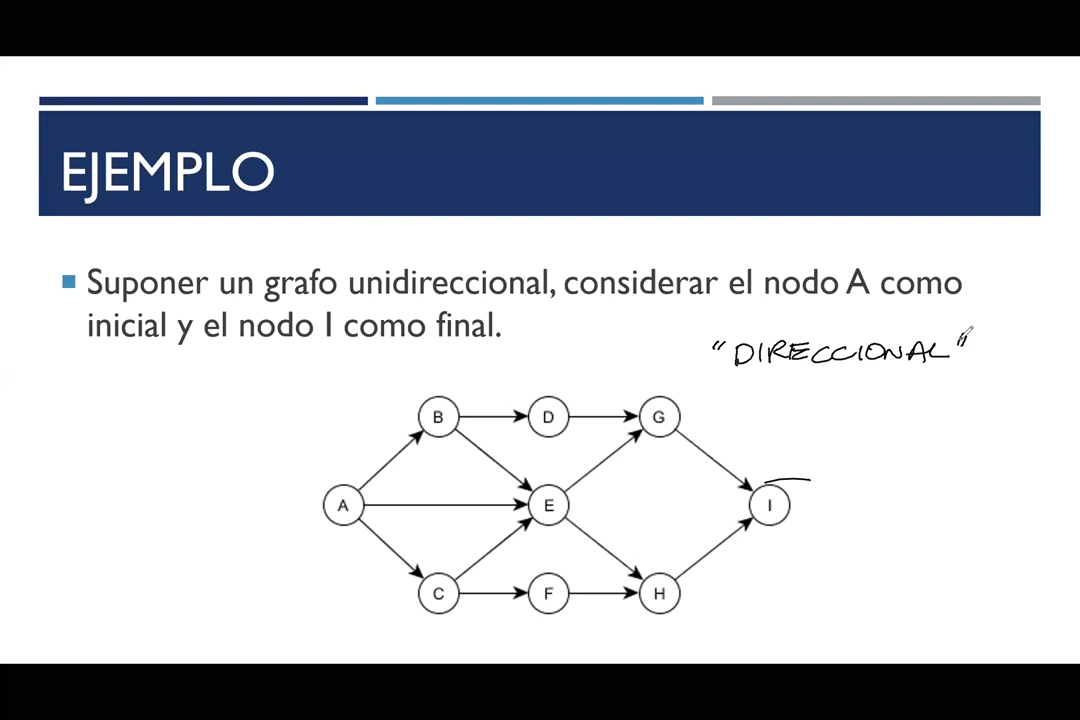 EJEMPLO
Suponer un grafo unidireccional, considerar el nodo A como
inicial y el nodo I como final.
"DIRECCIONAL"
B D G
A E I
C F H